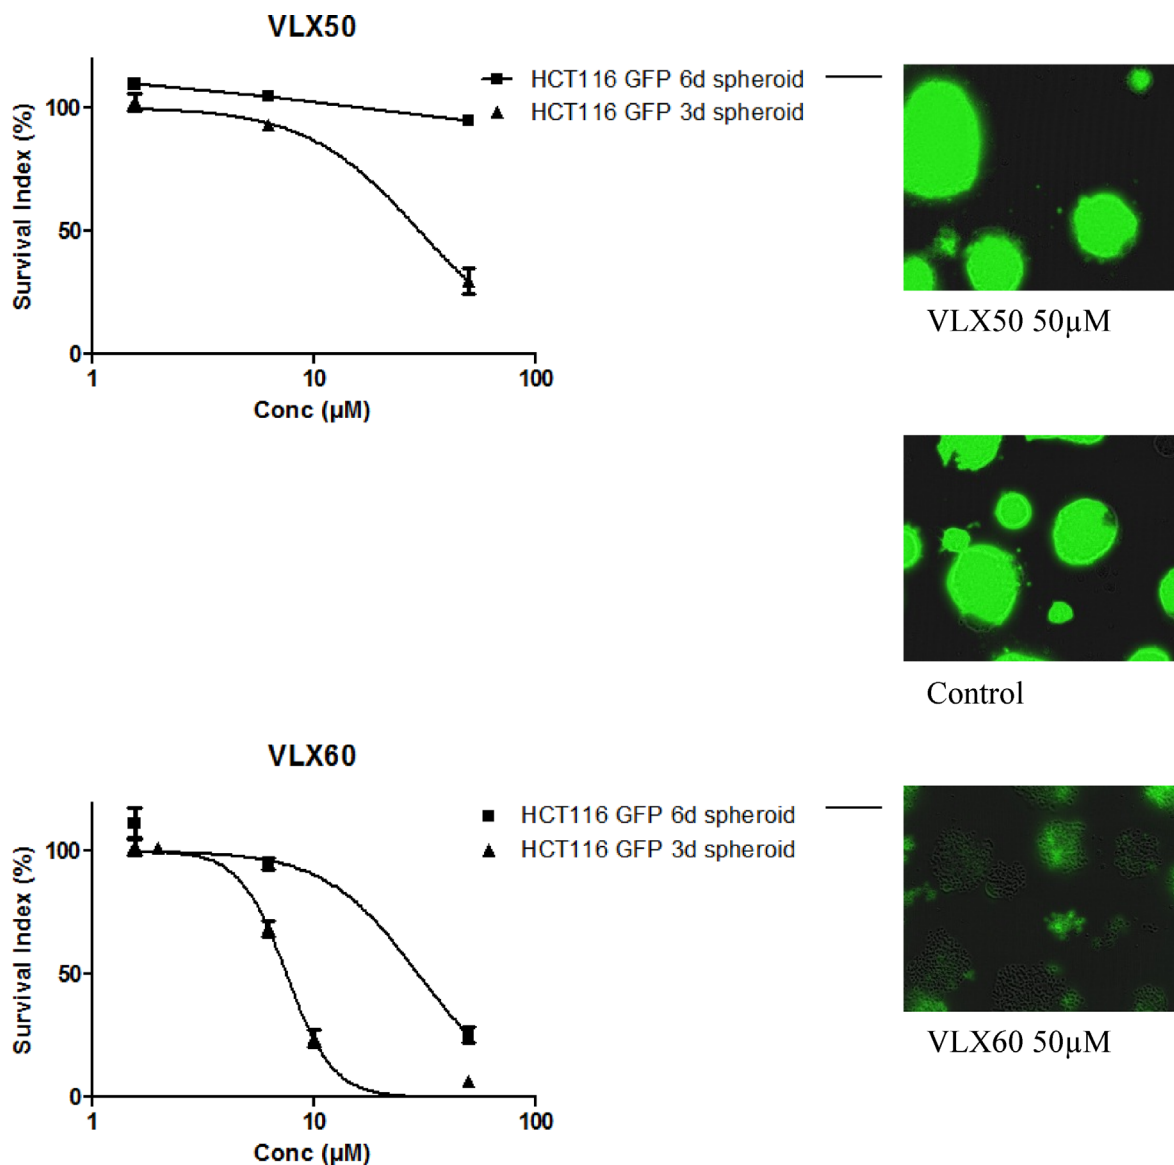 VLX50
HCT116 GFP 6d spheroid
HCT116 GFP 3d spheroid
Survival Index (%)
100
50
0
1
10
100
Conc (µM)
VLX50 50µM
Control
VLX60
HCT116 GFP 6d spheroid
HCT116 GFP 3d spheroid
Survival Index (%)
100
50
0
1
10
100
Conc (µM)
VLX60 50µM